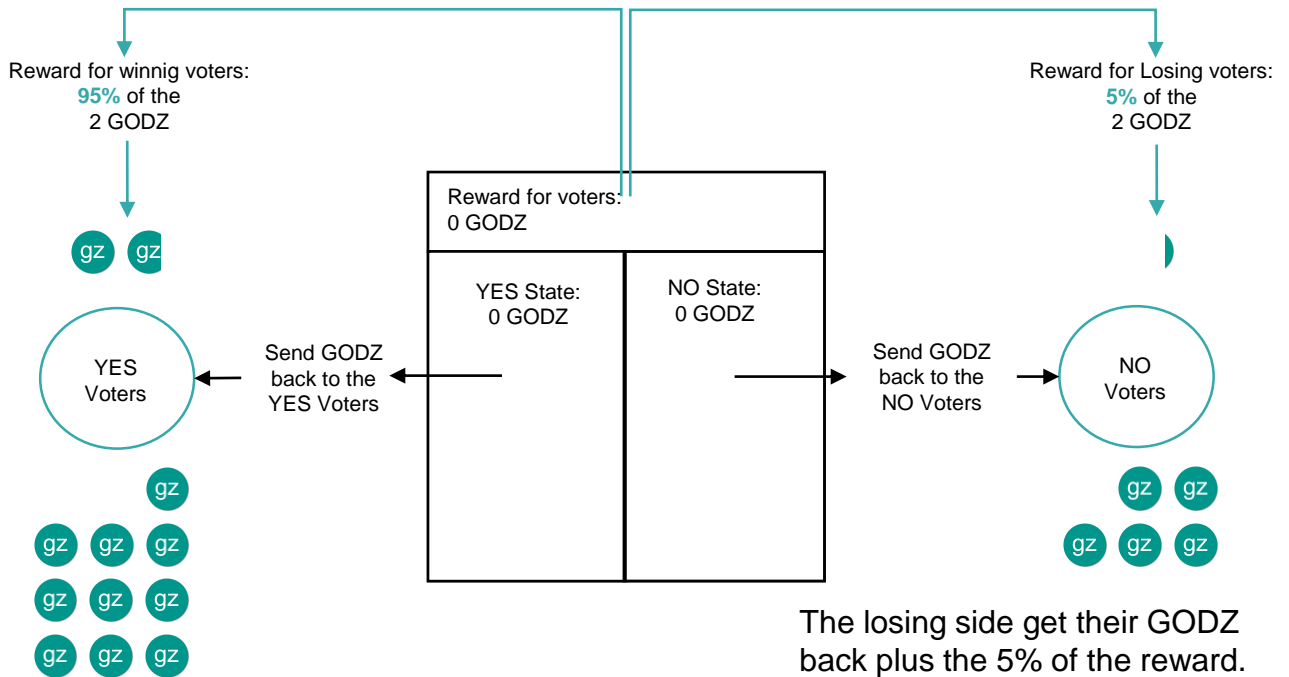 Reward for winnig voters:
95% of the
2 GODZ
Reward for Losing voters:
5% of the
2 GODZ
Reward for voters:
0 GODZ
gz gz
YES State:
0 GODZ
NO State:
0 GODZ
YES
Voters
Send GODZ
back to the
YES Voters
Send GODZ
back to the
NO Voters
NO
Voters
gz
gz gz gz
gz gz gz
gz gz gz
gz gz
gz gz gz
The losing side get their GODZ
back plus the 5% of the reward.